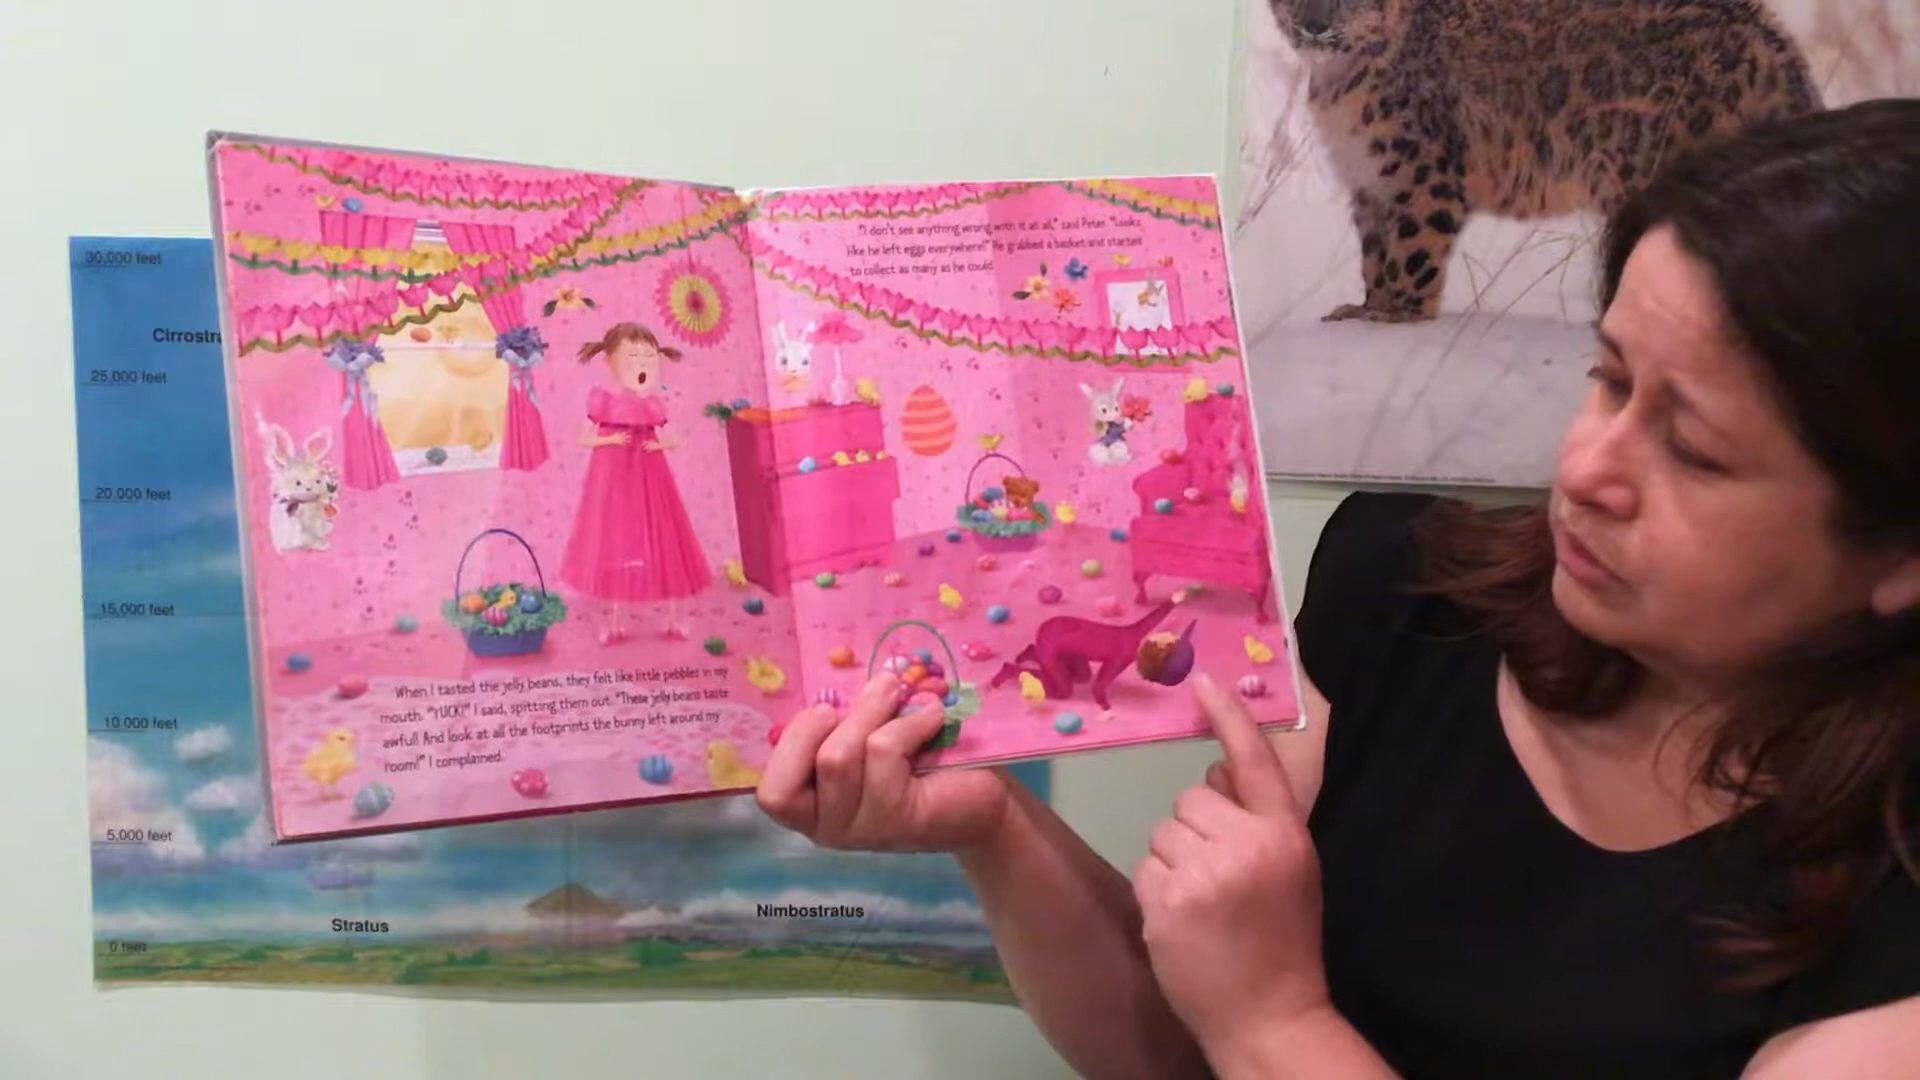 30,000 feet
Cirrostra
25,000 feet
20,000 feet
15,000 feet
10,000 feet
5,000 feet
0 feet
Stratus
Nimbostratus
When I tasted the jelly beans, they felt like little pebbles in my
mouth. "YUCK!" I said, spitting them out. "These jelly beans taste
awful! And look at all the footprints the bunny left around my
room!" I complained.
"I don't see anything wrong with it at all," said Peter. "Looks
like he left eggs everywhere!" He grabbed a basket and started
to collect as many as he could.